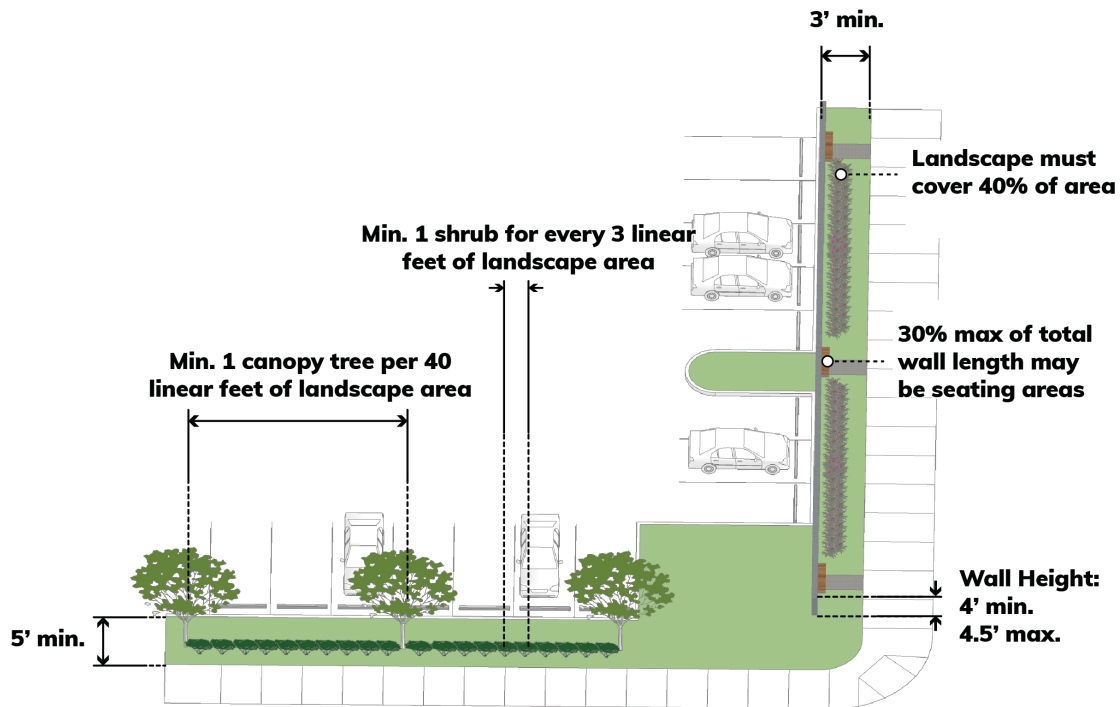 3’ min.
Landscape must
cover 40% of area
Min. 1 shrub for every 3 linear
feet of landscape area
30% max of total
wall length may
be seating areas
Min. 1 canopy tree per 40
linear feet of landscape area
Wall Height:
4’ min.
4.5’ max.
5’ min.